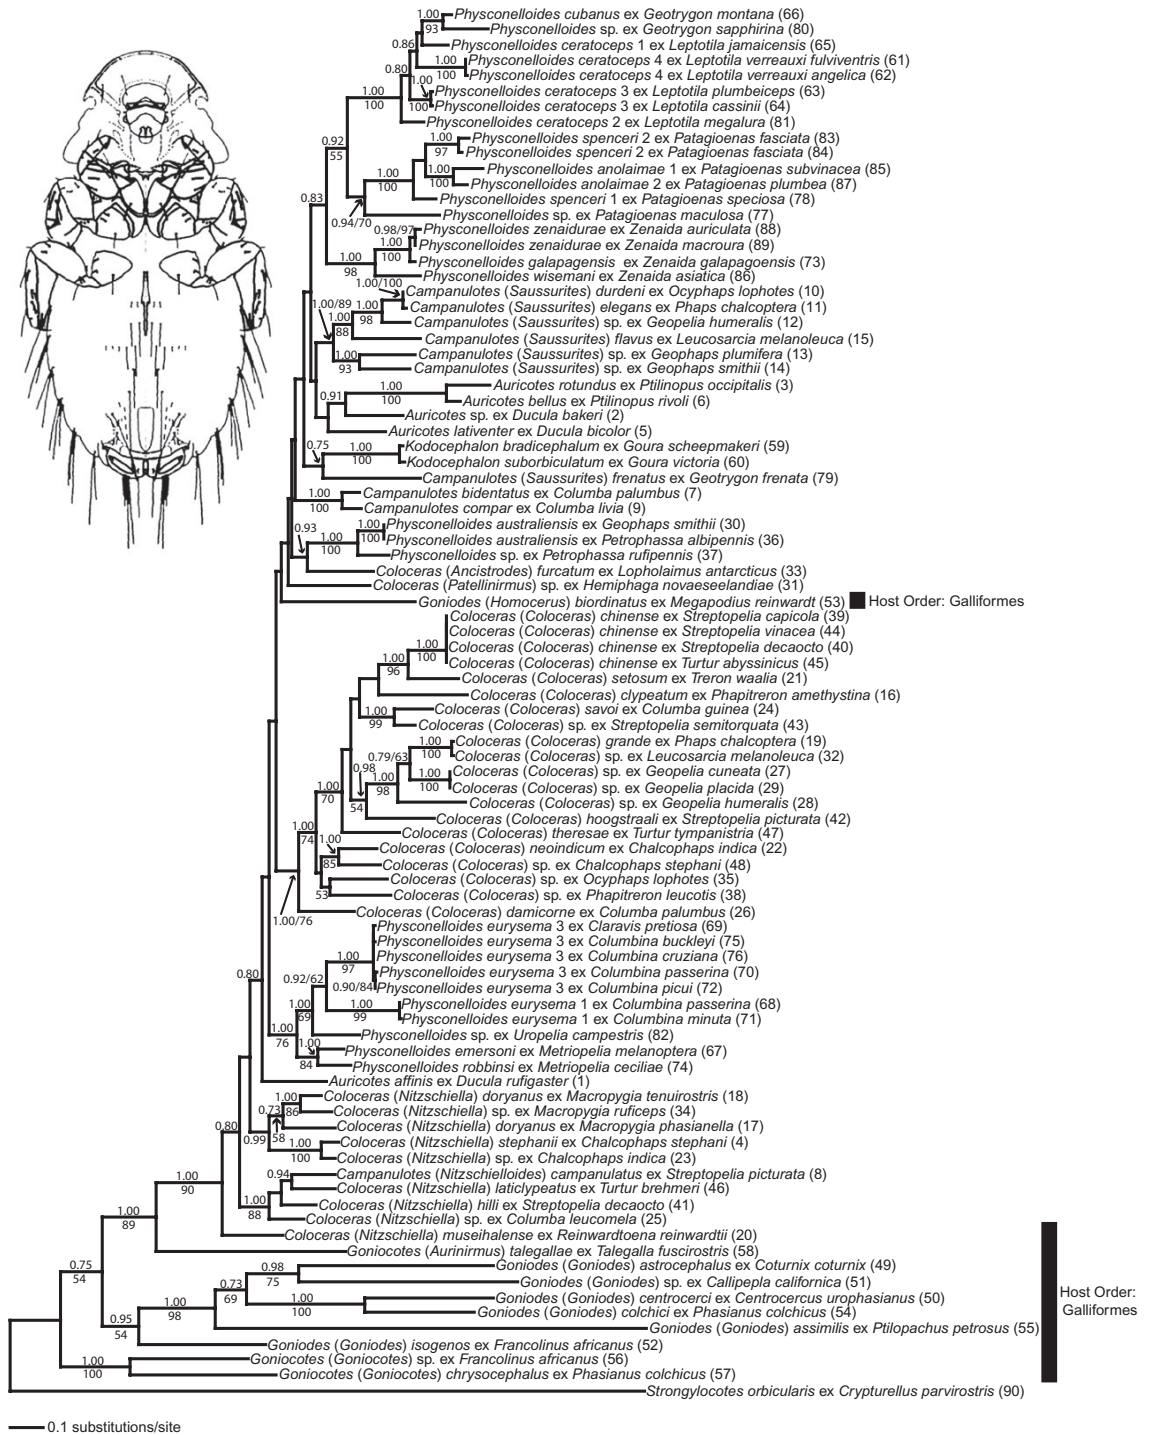 Physconelloides cubanus ex Geotrygon montana (66)
Physconelloides sp. ex Geotrygon sapphirina (80)
Physconelloides ceratoceps 1 ex Leptotila jamaicensis (65)
Physconelloides ceratoceps 4 ex Leptotila verreauxi fulviventris (61)
Physconelloides ceratoceps 4 ex Leptotila verreauxi angelica (62)
Physconelloides ceratoceps 3 ex Leptotila plumbeiceps (63)
Physconelloides ceratoceps 3 ex Leptotila cassinii (64)
Physconelloides ceratoceps 2 ex Leptotila megalura (81)
Physconelloides spenceri 2 ex Patagioenas fasciata (83)
Physconelloides spenceri 2 ex Patagioenas fasciata (84)
Physconelloides anolaimae 1 ex Patagioenas subvinacea (85)
Physconelloides anolaimae 2 ex Patagioenas plumbea (87)
Physconelloides spenceri 1 ex Patagioenas speciosa (78)
Physconelloides sp. ex Patagioenas maculosa (77)
Physconelloides zenaidurae ex Zenaida auriculata (88)
Physconelloides zenaidurae ex Zenaida macroura (89)
Physconelloides galapagensis ex Zenaida galapagoensis (73)
Physconelloides wisemani ex Zenaida asiatica (86)
Campanulotes (Saussurites) durdeni ex Ocyphaps lophotes (10)
Campanulotes (Saussurites) elegans ex Phaps chalcoptera (11)
Campanulotes (Saussurites) sp. ex Geopelia humeralis (12)
Campanulotes (Saussurites) flavus ex Leucosarcia melanoleuca (15)
Campanulotes (Saussurites) sp. ex Geophaps plumifera (13)
Campanulotes (Saussurites) sp. ex Geophaps smithii (14)
Auricotes rotundus ex Ptilinopus occipitalis (3)
Auricotes bellus ex Ptilinopus rivoli (6)
Auricotes sp. ex Ducula bakeri (2)
Auricotes lativenter ex Ducula bicolor (5)
Kodocephalon bradicephalum ex Goura scheepmakeri (59)
Kodocephalon suborbiculatum ex Goura victoria (60)
Campanulotes (Saussurites) frenatus ex Geotrygon frenata (79)
Campanulotes bidentatus ex Columba palumbus (7)
Campanulotes compar ex Columba livia (9)
Physconelloides australiensis ex Geophaps smithii (30)
Physconelloides australiensis ex Petrophassa albipennis (36)
Physconelloides sp. ex Petrophassa rufipennis (37)
Coloceras (Ancistrodes) furcatum ex Lopholaimus antarcticus (33)
Coloceras (Patellinirmus) sp. ex Hemiphaga novaeseelandiae (31)
Goniodes (Homocerus) biordinatus ex Megapodius reinwardt (53) Host Order: Galliformes
Coloceras (Coloceras) chinense ex Streptopelia capicola (39)
Coloceras (Coloceras) chinense ex Streptopelia vinacea (44)
Coloceras (Coloceras) chinense ex Streptopelia decaocto (40)
Coloceras (Coloceras) chinense ex Turtur abyssinicus (45)
Coloceras (Coloceras) setosum ex Treron waalia (21)
Coloceras (Coloceras) clypeatum ex Phapitreron amethystina (16)
Coloceras (Coloceras) savoi ex Columba guinea (24)
Coloceras (Coloceras) sp. ex Streptopelia semitorquata (43)
Coloceras (Coloceras) grande ex Phaps chalcoptera (19)
Coloceras (Coloceras) sp. ex Leucosarcia melanoleuca (32)
Coloceras (Coloceras) sp. ex Geopelia cuneata (27)
Coloceras (Coloceras) sp. ex Geopelia placida (29)
Coloceras (Coloceras) sp. ex Geopelia humeralis (28)
Coloceras (Coloceras) hoogstraali ex Streptopelia picturata (42)
Coloceras (Coloceras) theresae ex Turtur tympanistria (47)
Coloceras (Coloceras) neoindicum ex Chalcophaps indica (22)
Coloceras (Coloceras) sp. ex Chalcophaps stephani (48)
Coloceras (Coloceras) sp. ex Ocyphaps lophotes (35)
Coloceras (Coloceras) sp. ex Phapitreron leucotis (38)
Coloceras (Coloceras) damicorne ex Columba palumbus (26)
Physconelloides eurysema 3 ex Claravis pretiosa (69)
Physconelloides eurysema 3 ex Columbina buckleyi (75)
Physconelloides eurysema 3 ex Columbina cruziana (76)
Physconelloides eurysema 3 ex Columbina passerina (70)
Physconelloides eurysema 3 ex Columbina picui (72)
Physconelloides eurysema 1 ex Columbina passerina (68)
Physconelloides eurysema 1 ex Columbina minuta (71)
Physconelloides sp. ex Uropelia campestris (82)
Physconelloides emersoni ex Metriopelia melanoptera (67)
Physconelloides robbinsi ex Metriopelia ceciliae (74)
Auricotes affinis ex Ducula rufigaster (1)
Coloceras (Nitzschiella) doryanus ex Macropygia tenuirostris (18)
Coloceras (Nitzschiella) sp. ex Macropygia ruficeps (34)
Coloceras (Nitzschiella) doryanus ex Macropygia phasianella (17)
Coloceras (Nitzschiella) stephanii ex Chalcophaps stephani (4)
Coloceras (Nitzschiella) sp. ex Chalcophaps indica (23)
Campanulotes (Nitzschielloides) campanulatus ex Streptopelia picturata (8)
Coloceras (Nitzschiella) laticlypeatus ex Turtur brehmeri (46)
Coloceras (Nitzschiella) hilli ex Streptopelia decaocto (41)
Coloceras (Nitzschiella) sp. ex Columba leucomela (25)
Coloceras (Nitzschiella) museihalense ex Reinwardtoena reinwardtii (20)
Goniocotes (Aurinirmus) talegallae ex Talegalla fuscirostris (58)
Goniodes (Goniodes) astrocephalus ex Coturnix coturnix (49)
Goniodes (Goniodes) sp. ex Callipepla californica (51)
Goniodes (Goniodes) centrocerci ex Centrocercus urophasianus (50)
Goniodes (Goniodes) colchici ex Phasianus colchicus (54)
Goniodes (Goniodes) assimilis ex Ptilopachus petrosus (55)
Goniodes (Goniodes) isogenos ex Francolinus africanus (52)
Goniocotes (Goniocotes) sp. ex Francolinus africanus (56)
Goniocotes (Goniocotes) chrysocephalus ex Phasianus colchicus (57)
Strongylocotes orbicularis ex Crypturellus parvirostris (90)
Host Order:
Galliformes
1.00
93
0.86
1.00
100
0.80
1.00
100
1.00
100
1.00
97
0.92
55
1.00
100
1.00
100
0.83
0.94/70
0.98/97
1.00
100
1.00
98
1.00/100
1.00/89
1.00
98
1.00
88
1.00
93
1.00
100
0.91
0.75
1.00
100
1.00
100
0.93
1.00
100
1.00
100
1.00
100
1.00
96
1.00
99
1.00
100
0.79/63
0.98
54
1.00
98
1.00
100
1.00
70
1.00
74
1.00
85
53
1.00/76
1.00
97
0.92/62
0.90/84
0.80
1.00
69
1.00
99
1.00
76
1.00
84
1.00
86
0.73
58
0.80
0.99
1.00
100
0.94
1.00
88
1.00
90
1.00
89
0.75
54
0.98
75
0.73
69
1.00
100
1.00
98
0.95
54
1.00
100
0.1 substitutions/site